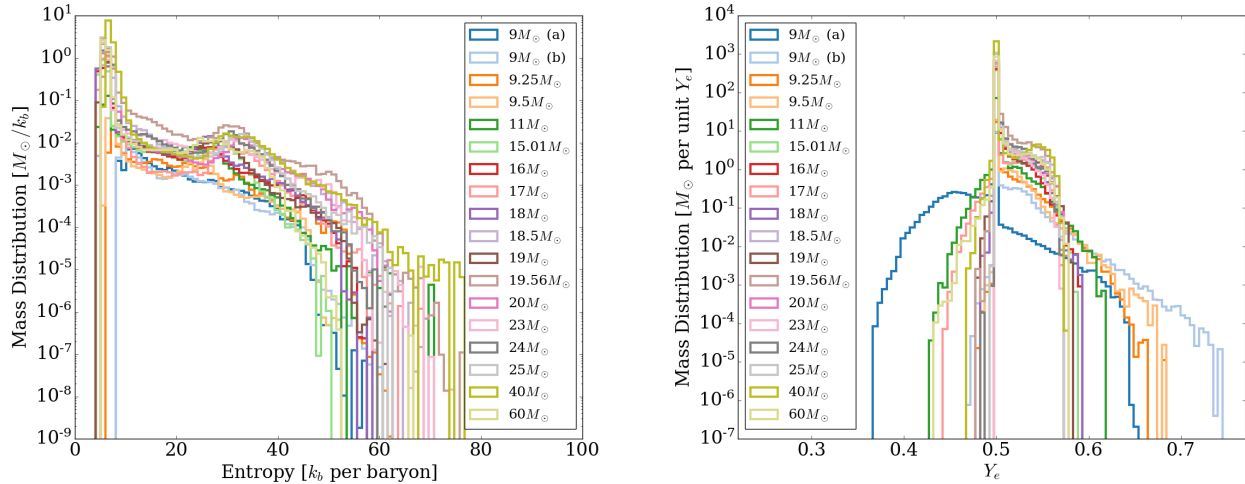 Mass Distribution [M⊙/k_b]
10^1
10^0
10^-1
10^-2
10^-3
10^-4
10^-5
10^-6
10^-7
10^-8
10^-9
0 20 40 60 80 100
Entropy [k_b per baryon]
9M⊙ (a)
9M⊙ (b)
9.25M⊙
9.5M⊙
11M⊙
15.01M⊙
16M⊙
17M⊙
18M⊙
18.5M⊙
19M⊙
19.56M⊙
20M⊙
23M⊙
24M⊙
25M⊙
40M⊙
60M⊙
Mass Distribution [M⊙ per unit Y_e]
10^4
10^3
10^2
10^1
10^0
10^-1
10^-2
10^-3
10^-4
10^-5
10^-6
10^-7
0.3 0.4 0.5 0.6 0.7
Y_e
9M⊙ (a)
9M⊙ (b)
9.25M⊙
9.5M⊙
11M⊙
15.01M⊙
16M⊙
17M⊙
18M⊙
18.5M⊙
19M⊙
19.56M⊙
20M⊙
23M⊙
24M⊙
25M⊙
40M⊙
60M⊙